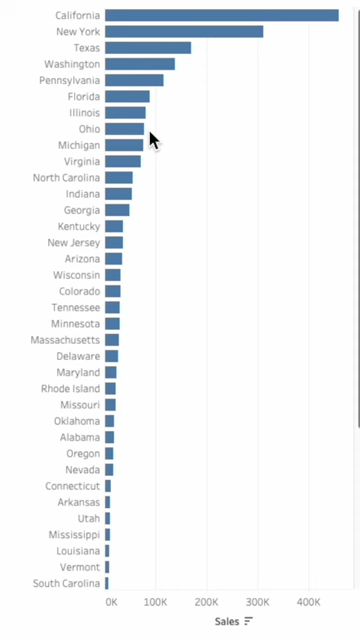 California
New York
Texas
Washington
Pennsylvania
Florida
Illinois
Ohio
Michigan
Virginia
North Carolina
Indiana
Georgia
Kentucky
New Jersey
Arizona
Wisconsin
Colorado
Tennessee
Minnesota
Massachusetts
Delaware
Maryland
Rhode Island
Missouri
Oklahoma
Alabama
Oregon
Nevada
Connecticut
Arkansas
Utah
Mississippi
Louisiana
Vermont
South Carolina
0K 100K 200K 300K 400K
Sales